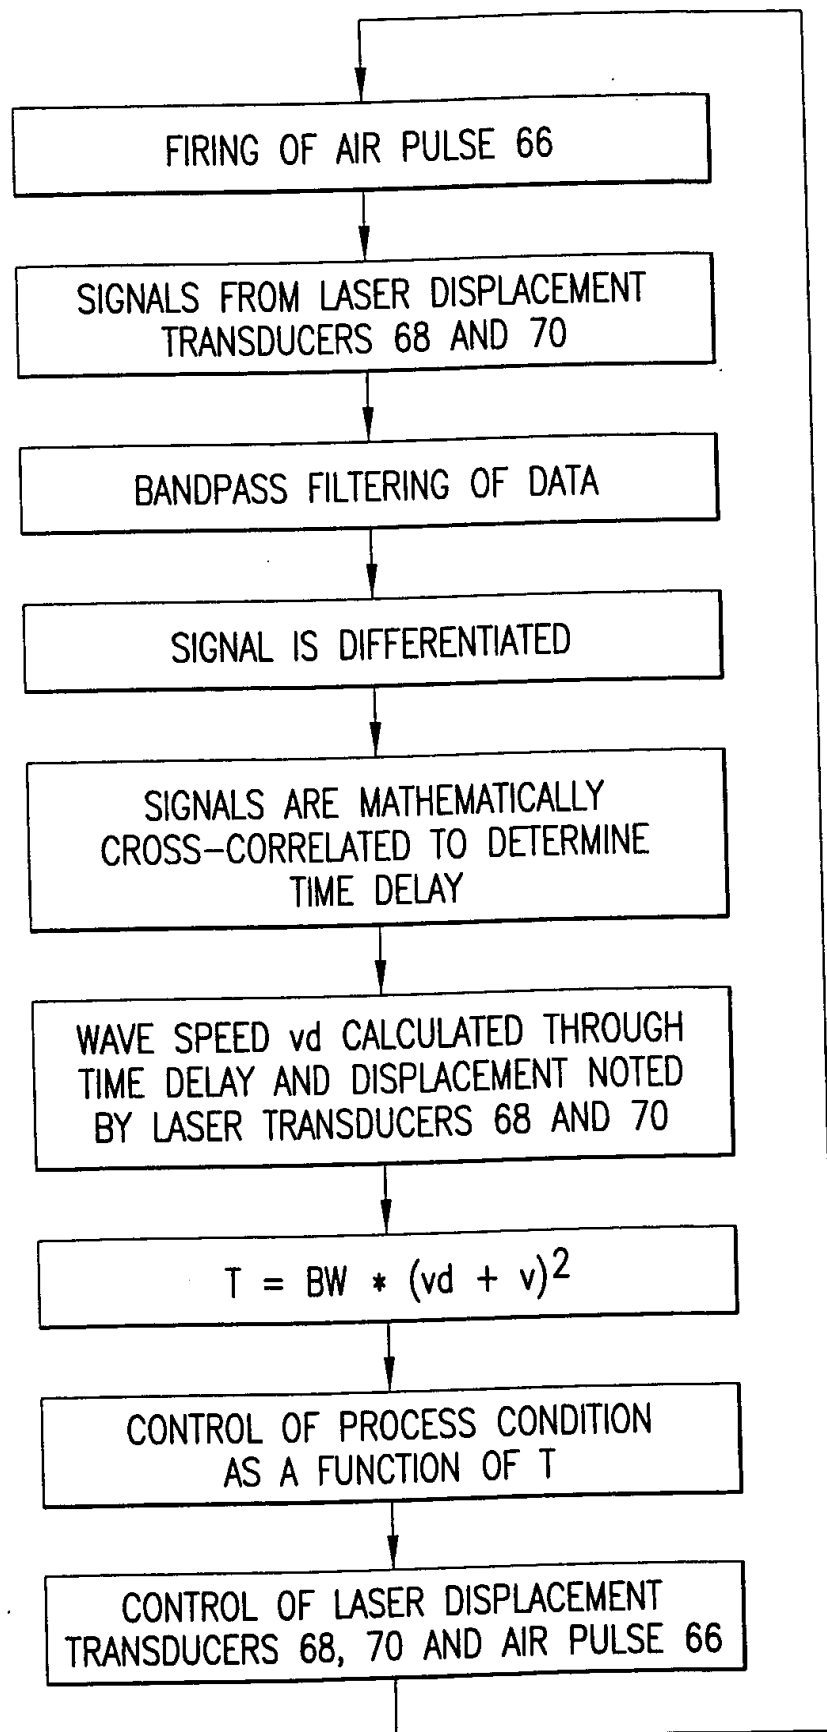 FIRING OF AIR PULSE 66
SIGNALS FROM LASER DISPLACEMENT
TRANSDUCERS 68 AND 70
BANDPASS FILTERING OF DATA
SIGNAL IS DIFFERENTIATED
SIGNALS ARE MATHEMATICALLY
CROSS-CORRELATED TO DETERMINE
TIME DELAY
WAVE SPEED vd CALCULATED THROUGH
TIME DELAY AND DISPLACEMENT NOTED
BY LASER TRANSDUCERS 68 AND 70
T = BW * (vd + v)²
CONTROL OF PROCESS CONDITION
AS A FUNCTION OF T
CONTROL OF LASER DISPLACEMENT
TRANSDUCERS 68, 70 AND AIR PULSE 66